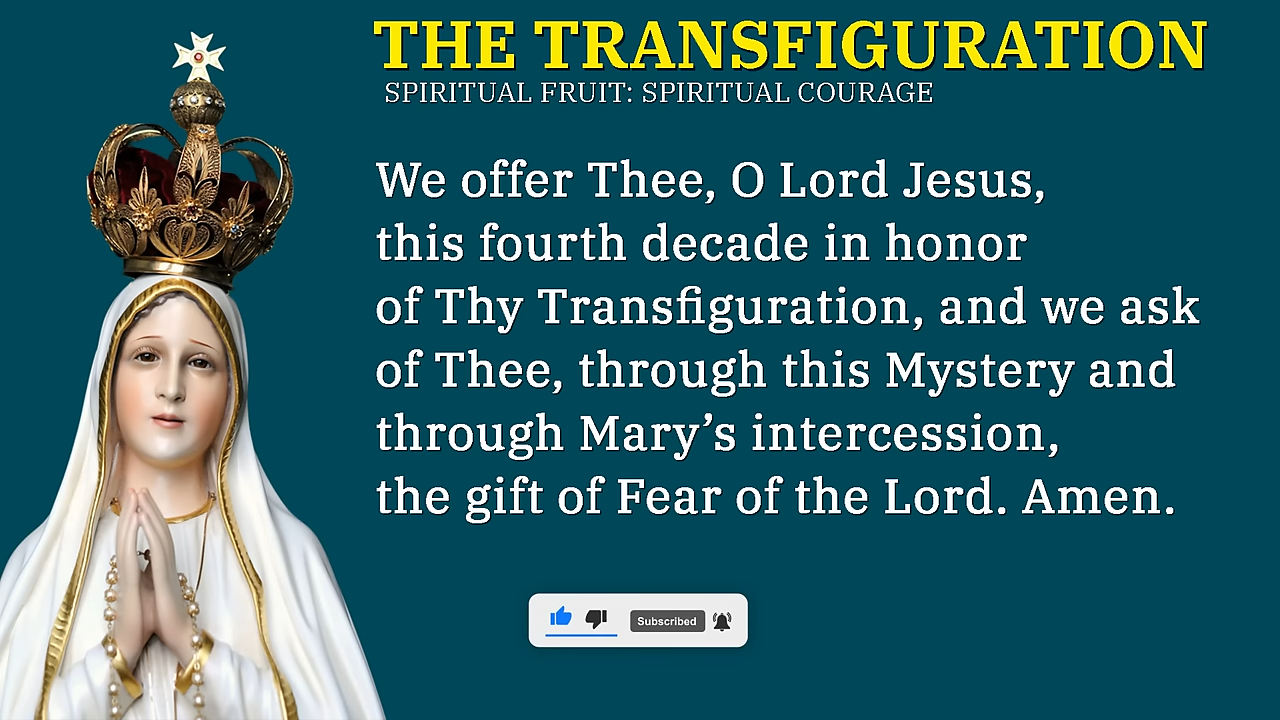 THE TRANSFIGURATION
SPIRITUAL FRUIT: SPIRITUAL COURAGE
We offer Thee, O Lord Jesus,
this fourth decade in honor
of Thy Transfiguration, and we ask
of Thee, through this Mystery and
through Mary’s intercession,
the gift of Fear of the Lord. Amen.
Subscribed